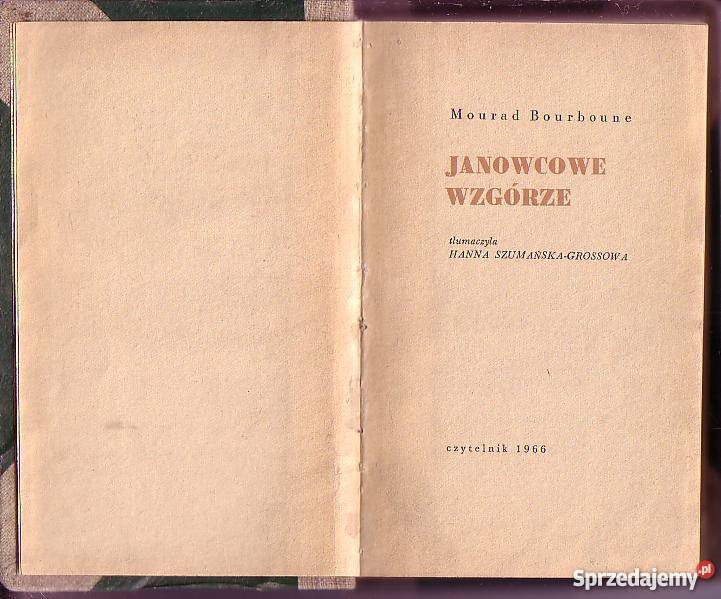 Mourad Bourboune
JANOWCOWE
WZGÓRZE
tłumaczyła
HANNA SZUMAŃSKA-GROSSOWA
czytelnik 1966
Sprzedajemy.pl